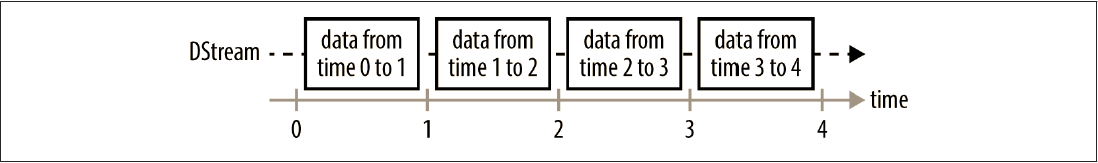 DStream
data from
time 0 to 1
data from
time 1 to 2
data from
time 2 to 3
data from
time 3 to 4
time
0
1
2
3
4